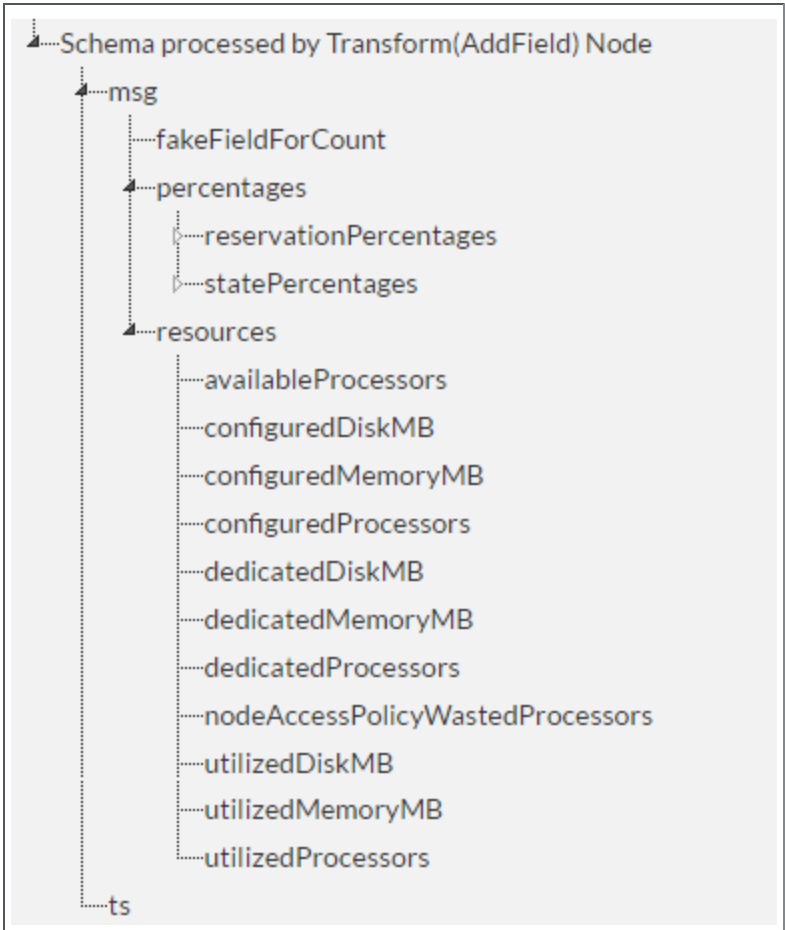 Schema processed by Transform(AddField) Node
msg
fakeFieldForCount
percentages
reservationPercentages
statePercentages
resources
availableProcessors
configuredDiskMB
configuredMemoryMB
configuredProcessors
dedicatedDiskMB
dedicatedMemoryMB
dedicatedProcessors
nodeAccessPolicyWastedProcessors
utilizedDiskMB
utilizedMemoryMB
utilizedProcessors
ts